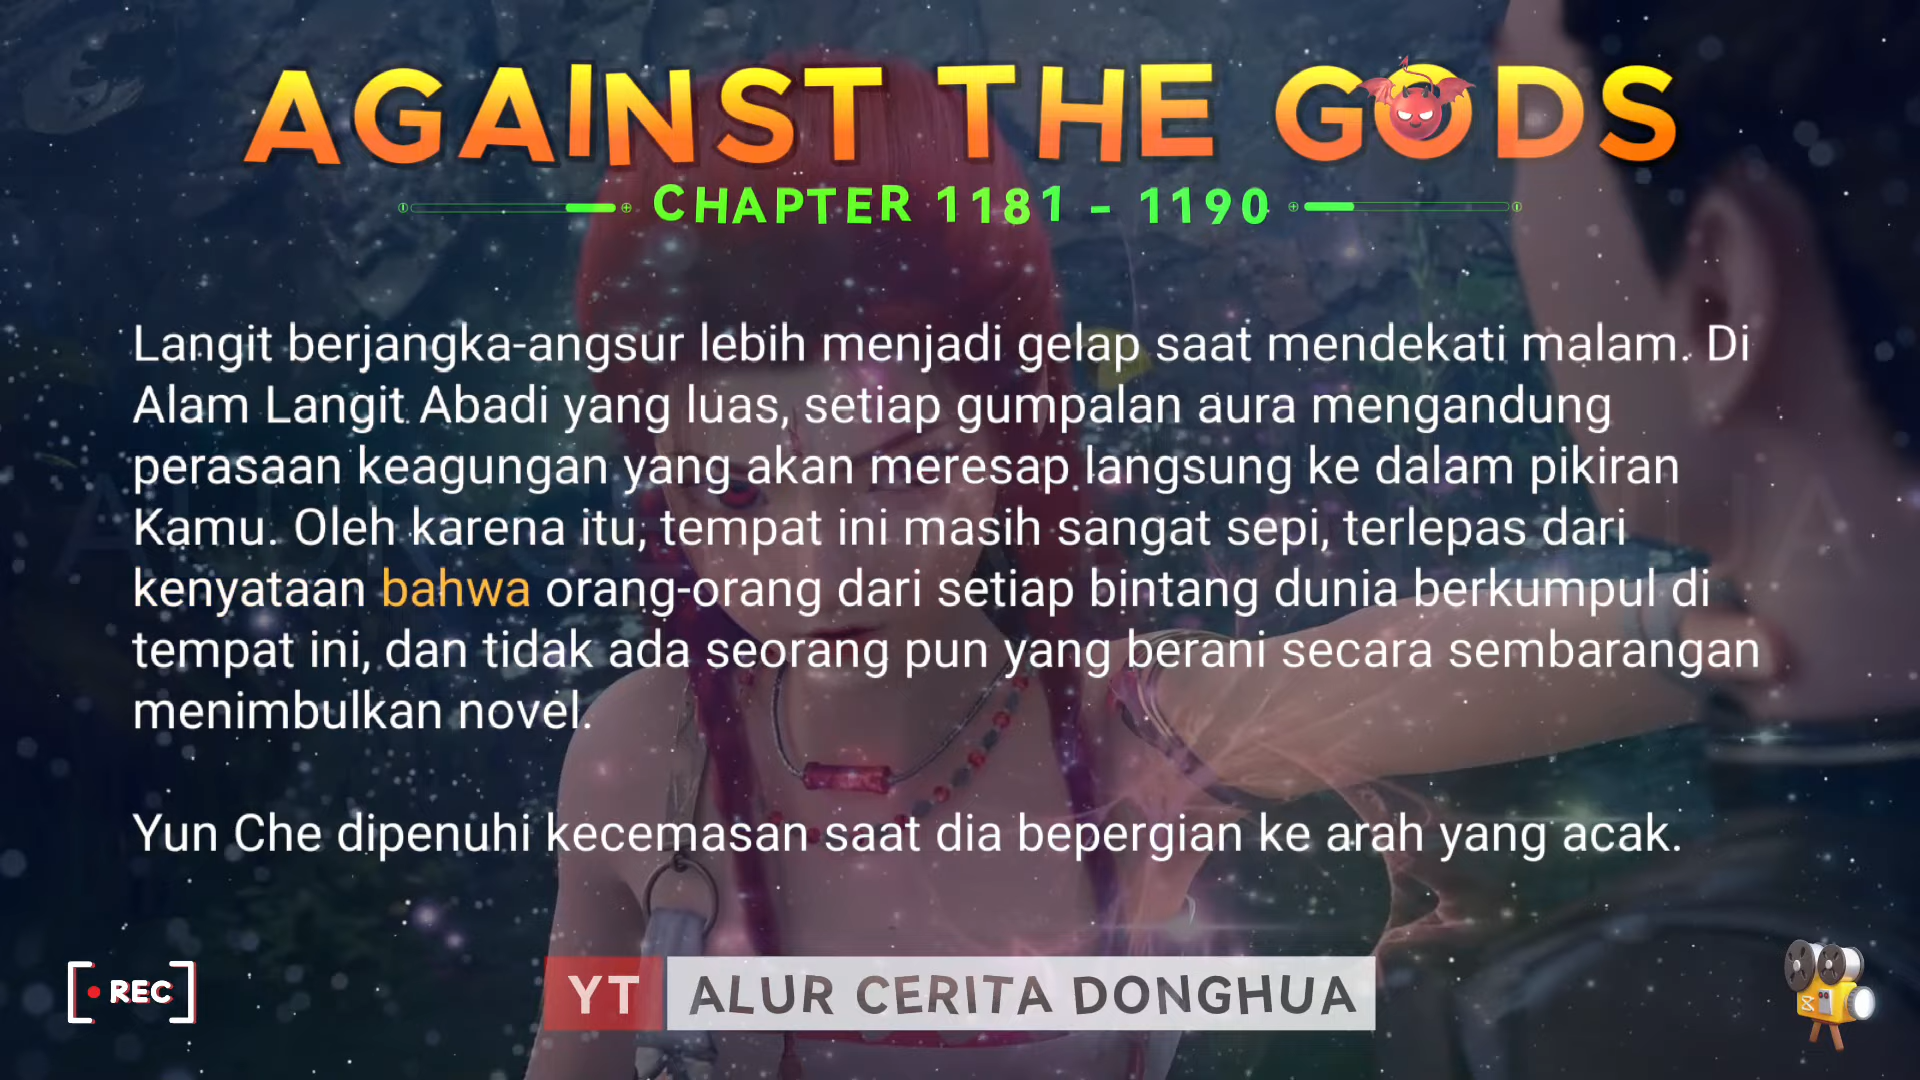 AGAINST THE GODS
CHAPTER 1181 - 1190
Langit berjangka-angsur lebih menjadi gelap saat mendekati malam. Di
Alam Langit Abadi yang luas, setiap gumpalan aura mengandung
perasaan keagungan yang akan meresap langsung ke dalam pikiran
Kamu. Oleh karena itu, tempat ini masih sangat sepi, terlepas dari
kenyataan bahwa orang-orang dari setiap bintang dunia berkumpul di
tempat ini, dan tidak ada seorang pun yang berani secara sembarangan
menimbulkan novel.
Yun Che dipenuhi kecemasan saat dia bepergian ke arah yang acak.
REC
YT ALUR CERITA DONGHUA